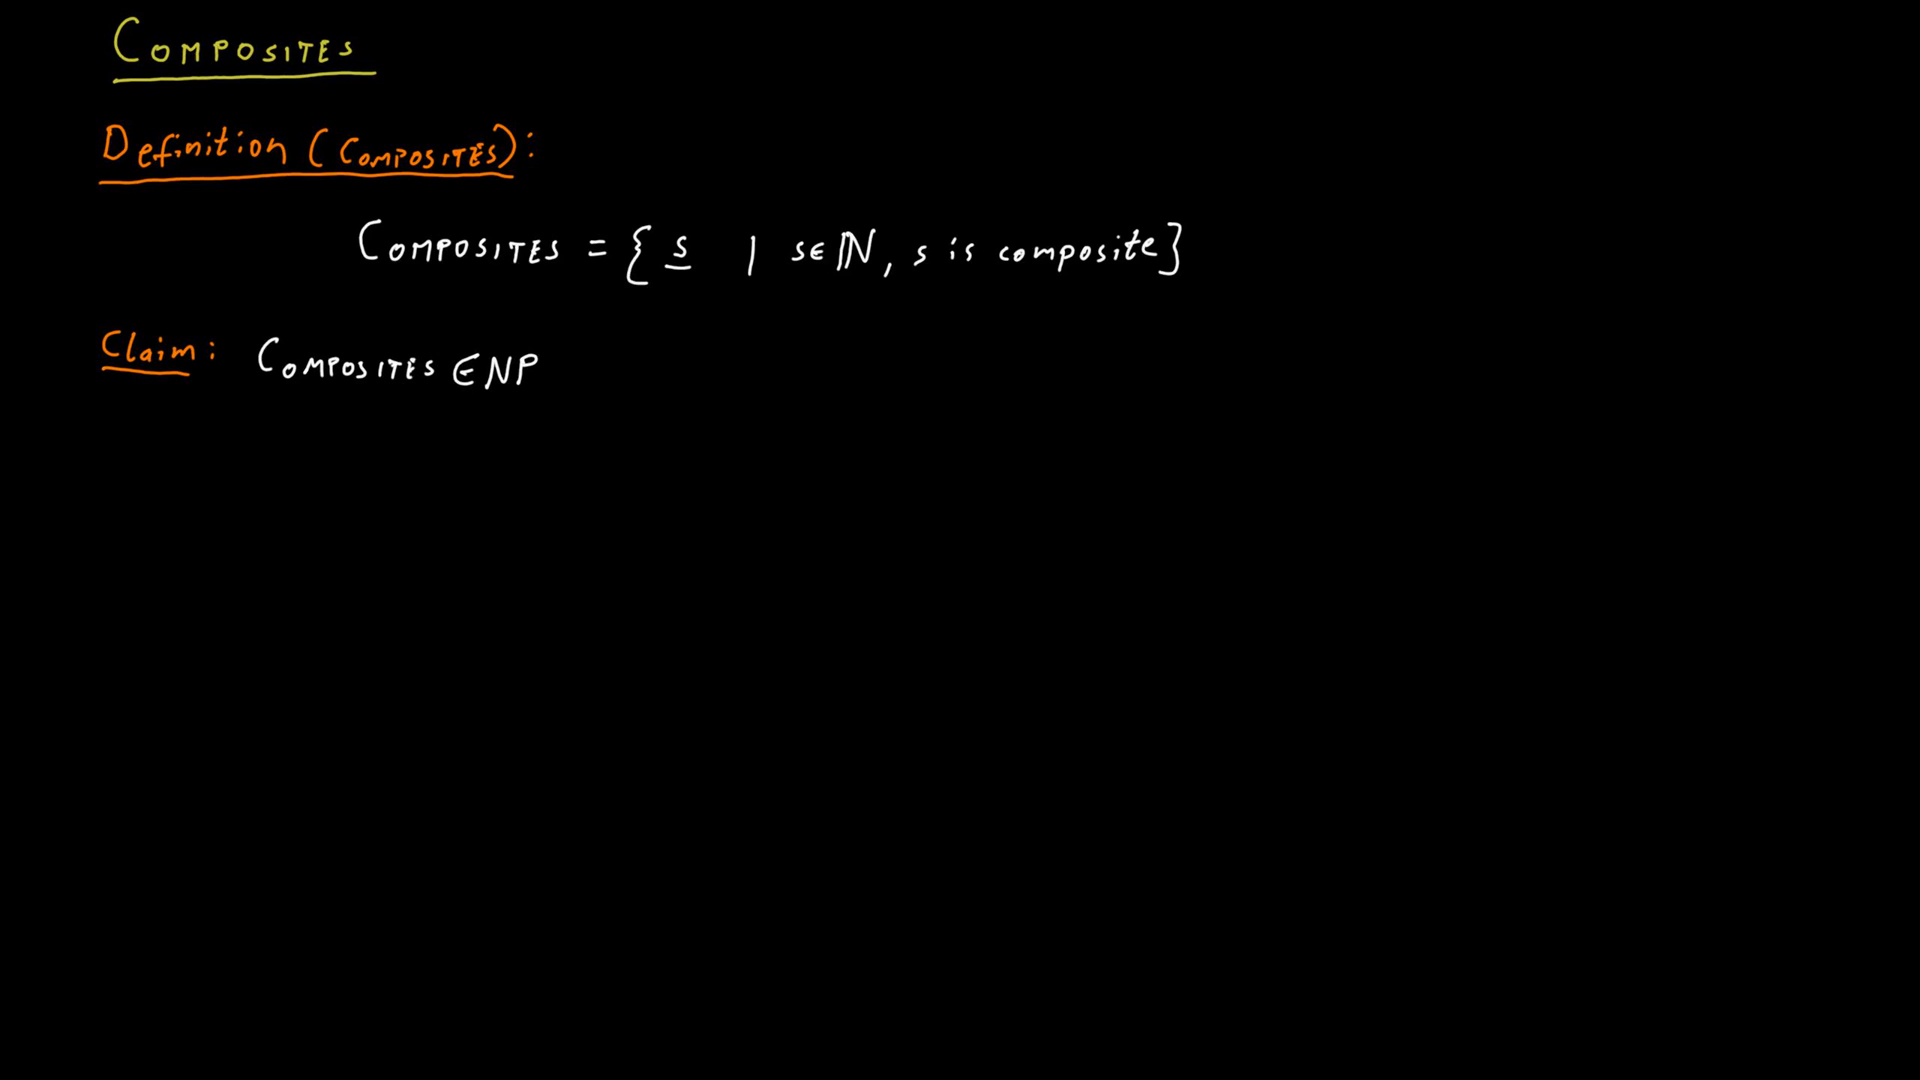 COMPOSITES
Definition (COMPOSITES):
COMPOSITES = { s | s∈ℕ, s is composite }
Claim: COMPOSITES ∈ NP